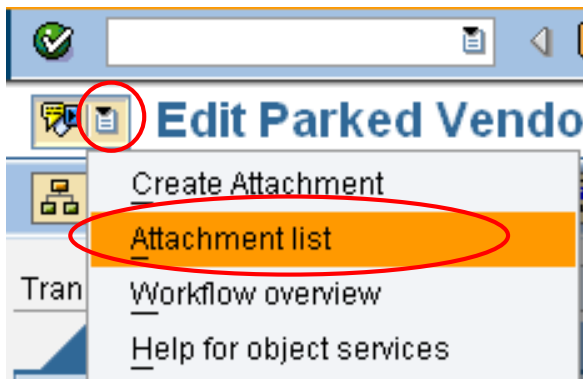 Edit Parked Vendo
Create Attachment
Attachment list
Tran
Workflow overview
Help for object services